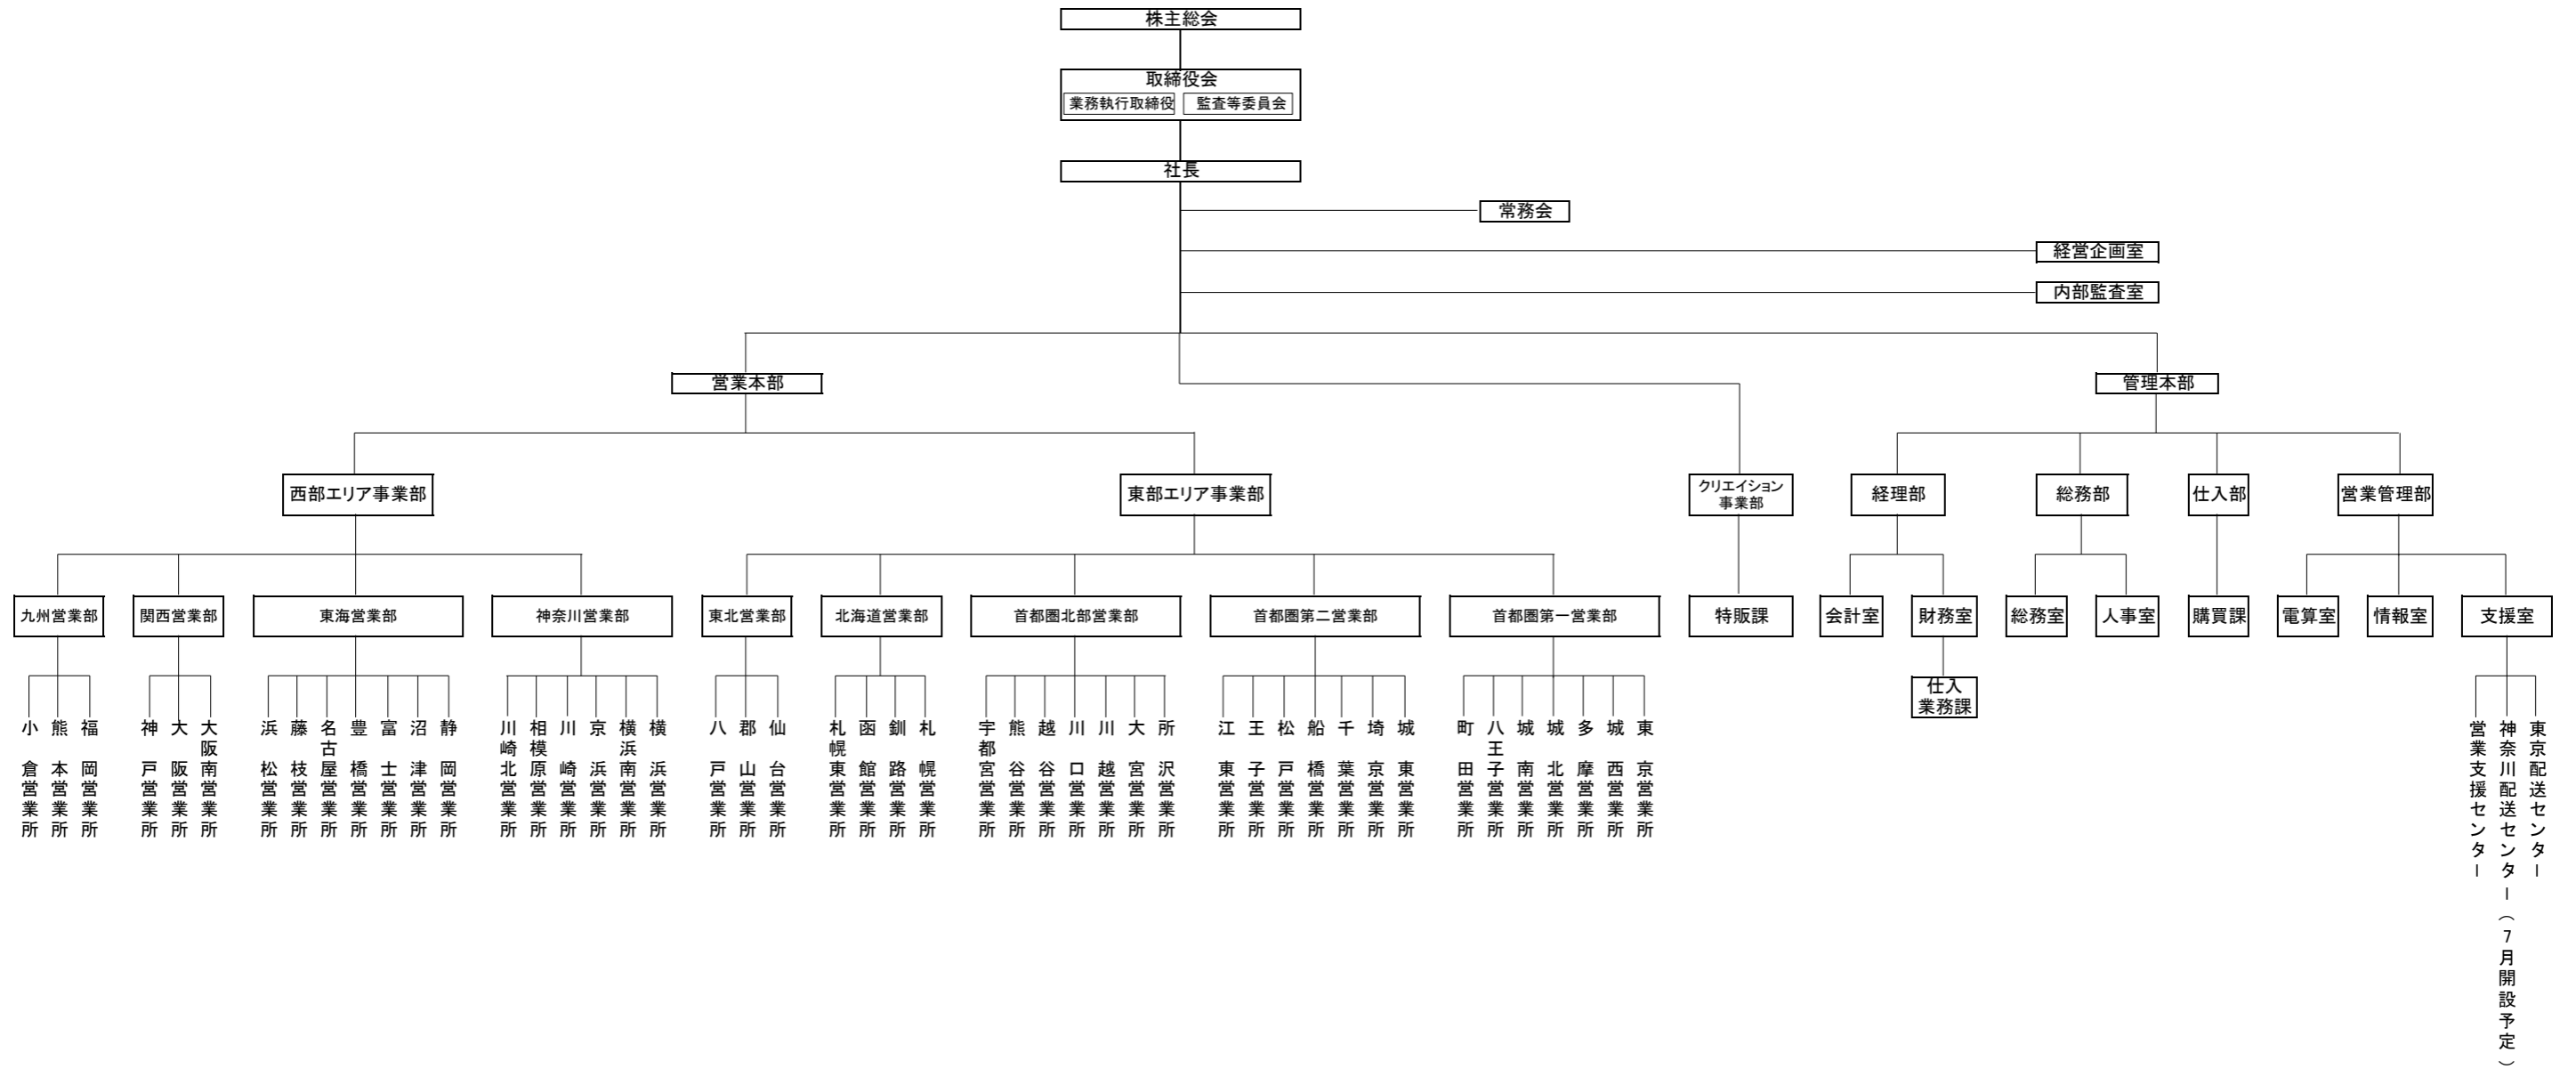 株主総会
取締役会
業務執行取締役
監査等委員会
社長
常務会
経営企画室
内部監査室
営業本部
管理本部
西部エリア事業部
東部エリア事業部
クリエイション
事業部
経理部
総務部
仕入部
営業管理部
九州営業部
関西営業部
東海営業部
神奈川営業部
東北営業部
北海道営業部
首都圏北部営業部
首都圏第二営業部
首都圏第一営業部
特販課
会計室
財務室
総務室
人事室
購買課
電算室
情報室
支援室
仕入
業務課
小倉営業所
熊本営業所
福岡営業所
神戸営業所
大阪営業所
大阪南営業所
浜松営業所
藤枝営業所
名古屋営業所
豊橋営業所
富士営業所
沼津営業所
静岡営業所
川崎北営業所
相模原営業所
川崎営業所
京浜営業所
横浜南営業所
横浜営業所
八戸営業所
郡山営業所
仙台営業所
札幌東営業所
函館営業所
釧路営業所
札幌営業所
宇都宮営業所
熊谷営業所
越谷営業所
川口営業所
川越営業所
大宮営業所
所沢営業所
江東営業所
王子営業所
松戸営業所
船橋営業所
千葉営業所
埼京営業所
城東営業所
町田営業所
八王子営業所
城南営業所
城北営業所
多摩営業所
城西営業所
東京営業所
営業支援センター
神奈川配送センター（7月開設予定）
東京配送センター